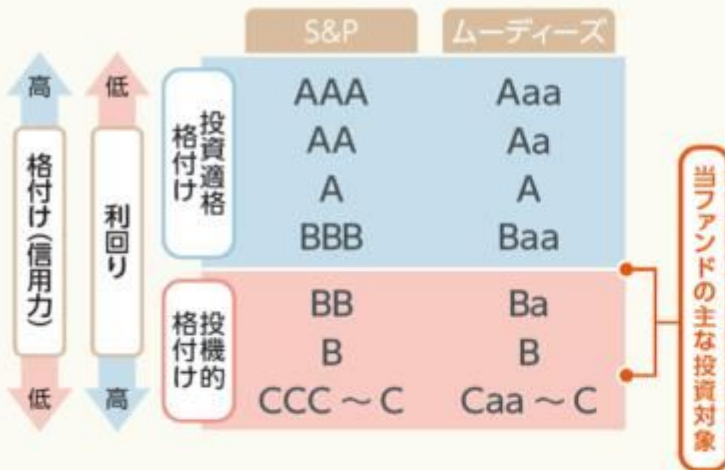 S&P ムーディーズ
高 低
格付け(信用力)
利回り
低 高
投資適格
格付け
AAA Aaa
AA Aa
A A
BBB Baa
投機的
格付け
BB Ba
B B
CCC ~ C Caa ~ C
当ファンドの主な投資対象